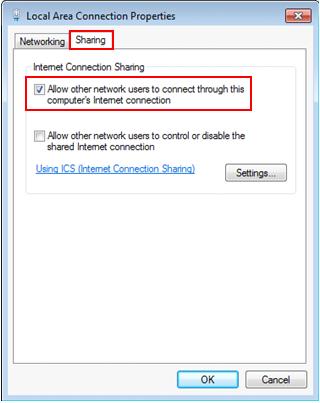 Local Area Connection Properties
Networking
Sharing
Internet Connection Sharing
Allow other network users to connect through this
computer's Internet connection
Allow other network users to control or disable the
shared Internet connection
Using ICS (Internet Connection Sharing)
Settings...
OK
Cancel